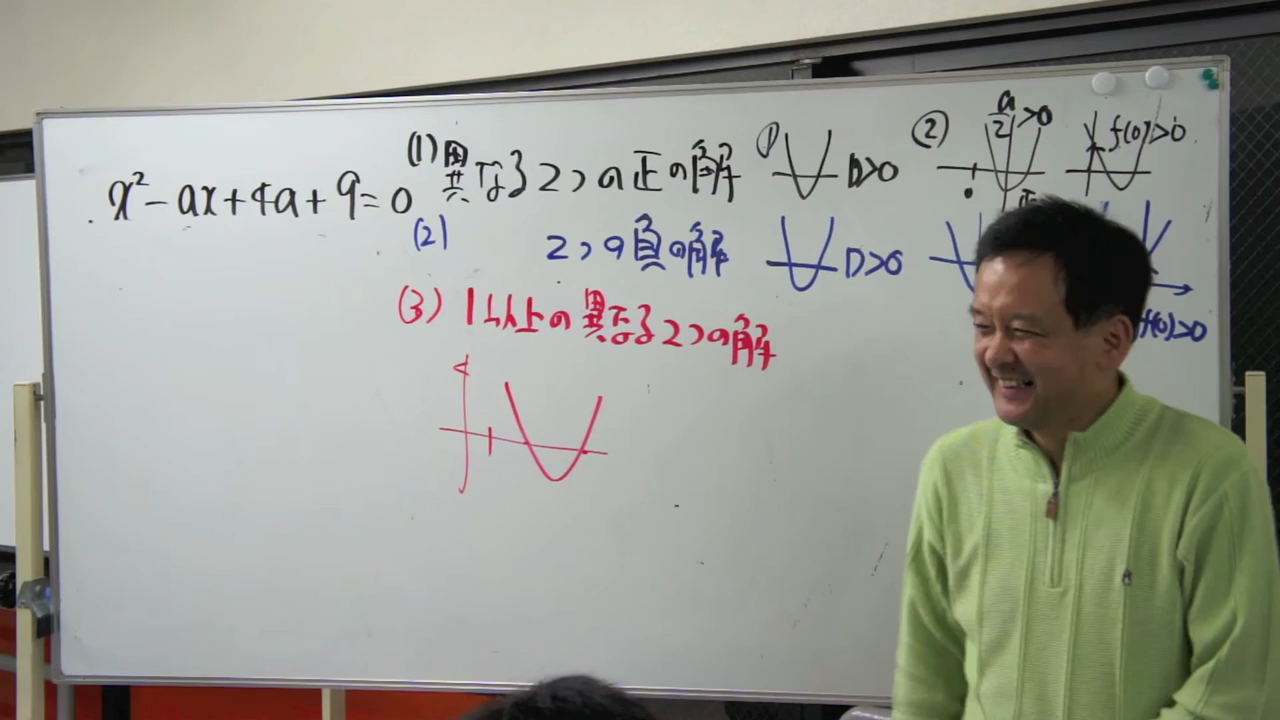 x² - ax + 4a + 9 = 0
(1) 異なる2つの正の解 ① D>0 ② a/2>0 f(0)>0
0
(2) 2つの負の解 D>0 f(0)>0
(3) 1以上の異なる2つの解